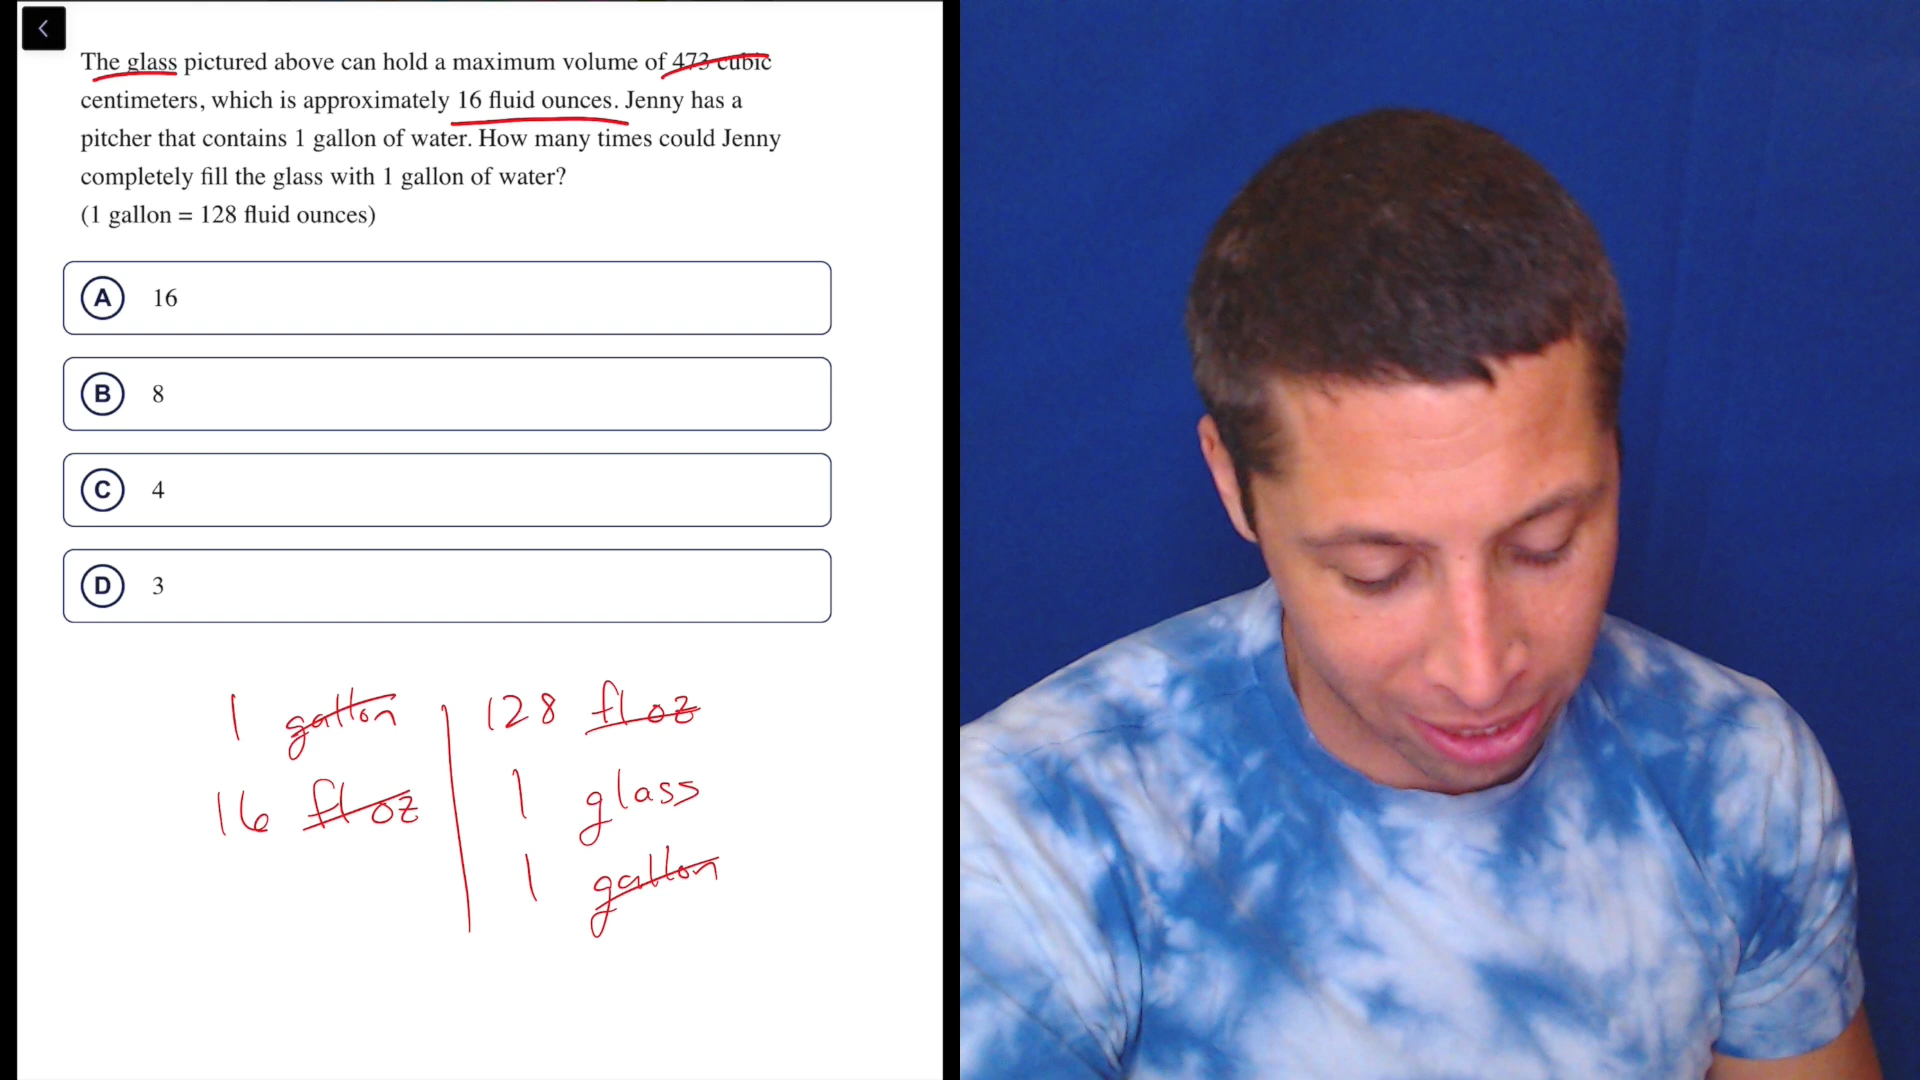 The glass pictured above can hold a maximum volume of 473 cubic
centimeters, which is approximately 16 fluid ounces. Jenny has a
pitcher that contains 1 gallon of water. How many times could Jenny
completely fill the glass with 1 gallon of water?
(1 gallon = 128 fluid ounces)
A 16
B 8
C 4
D 3
1 gallon 128 fl oz
16 fl oz 1 glass
1 gallon